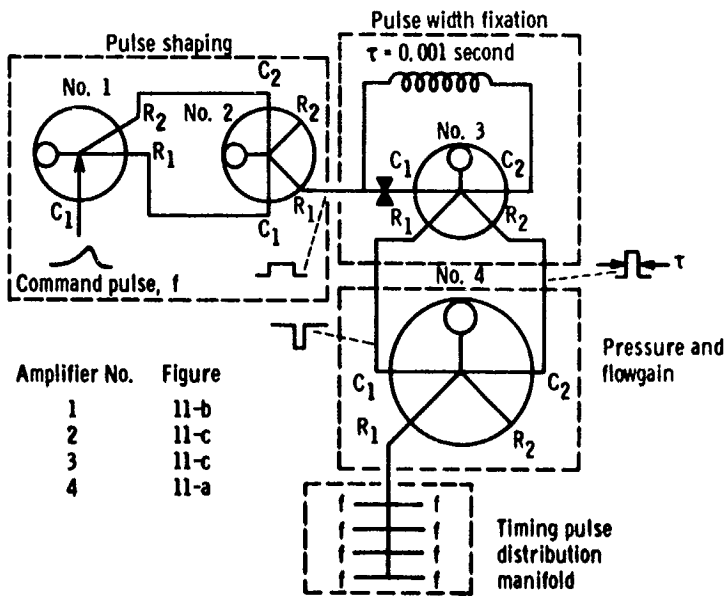 Pulse shaping
No. 1
R2
R1
C1
Command pulse, f
No. 2
C2
R2
R1
C1
Pulse width fixation
τ = 0.001 second
No. 3
C1
C2
R1
R2
τ
No. 4
C1
C2
R1
R2
Pressure and
flowgain
Amplifier No. Figure
1 11-b
2 11-c
3 11-c
4 11-a
f f
f f
f f
f f
Timing pulse
distribution
manifold